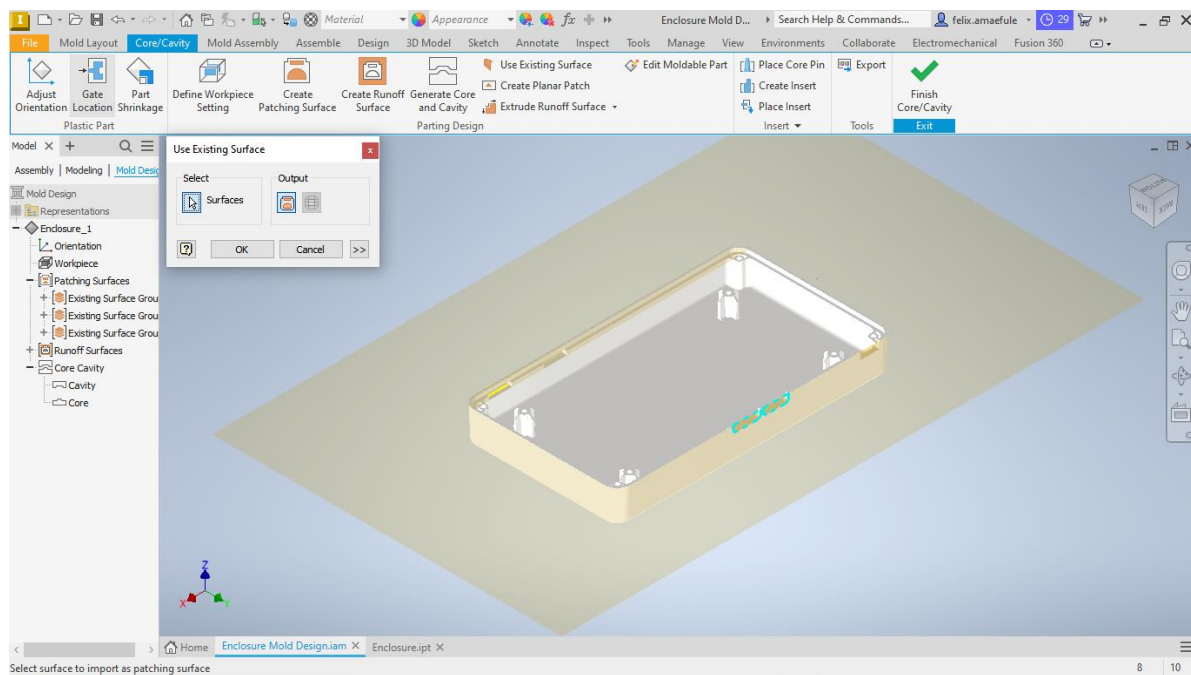 Material Appearance fx Enclosure Mold D... Search Help & Commands... felix.amaefule 29
File Mold Layout Core/Cavity Mold Assembly Assemble Design 3D Model Sketch Annotate Inspect Tools Manage View Environments Collaborate Electromechanical Fusion 360
Adjust Orientation
Gate Location
Part Shrinkage
Define Workpiece Setting
Create Patching Surface
Create Runoff Surface
Generate Core and Cavity
Use Existing Surface
Create Planar Patch
Extrude Runoff Surface
Edit Moldable Part
Place Core Pin
Create Insert
Place Insert
Export
Finish Core/Cavity
Plastic Part Parting Design Insert Tools Exit
Model
Assembly Modeling Mold Desig
Mold Design
Representations
Enclosure_1
Orientation
Workpiece
Patching Surfaces
Existing Surface Grou
Existing Surface Grou
Existing Surface Grou
Runoff Surfaces
Core Cavity
Cavity
Core
Use Existing Surface
Select Output
Surfaces
OK Cancel >>
Z
X Y
Home Enclosure Mold Design.iam Enclosure.ipt
Select surface to import as patching surface 8 10